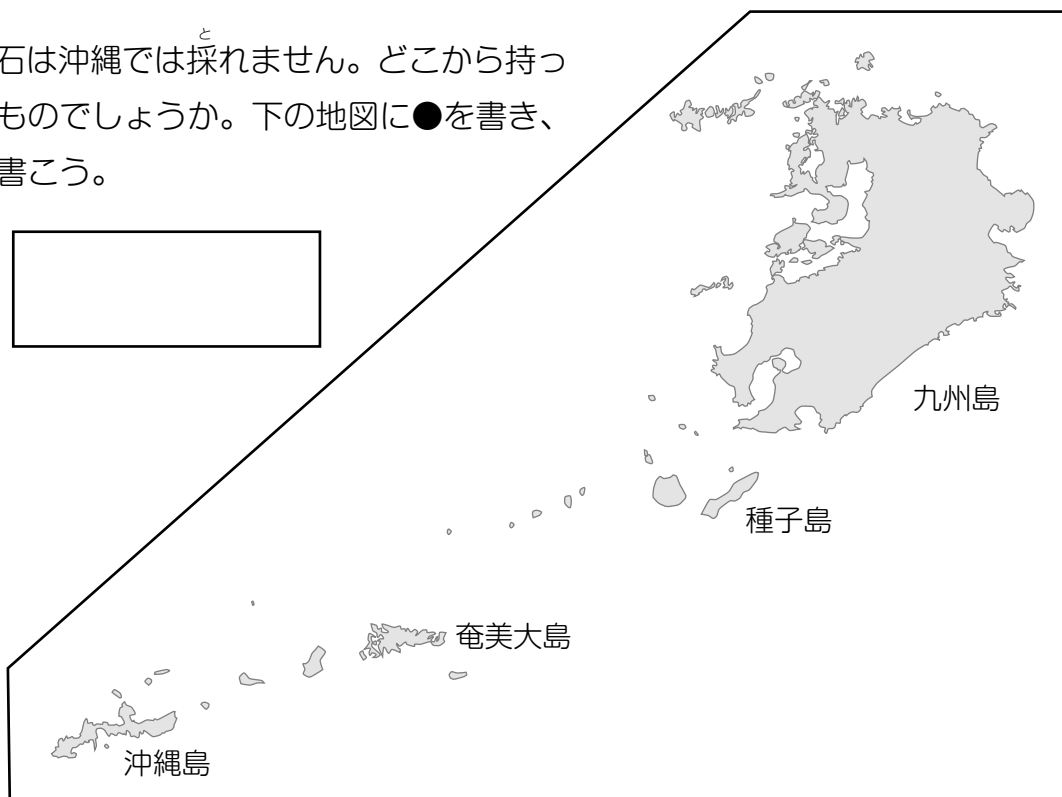 と
石は沖縄では採れません。どこから持っ
ものでしょうか。下の地図に●を書き、
書こう。
九州島
種子島
奄美大島
沖縄島